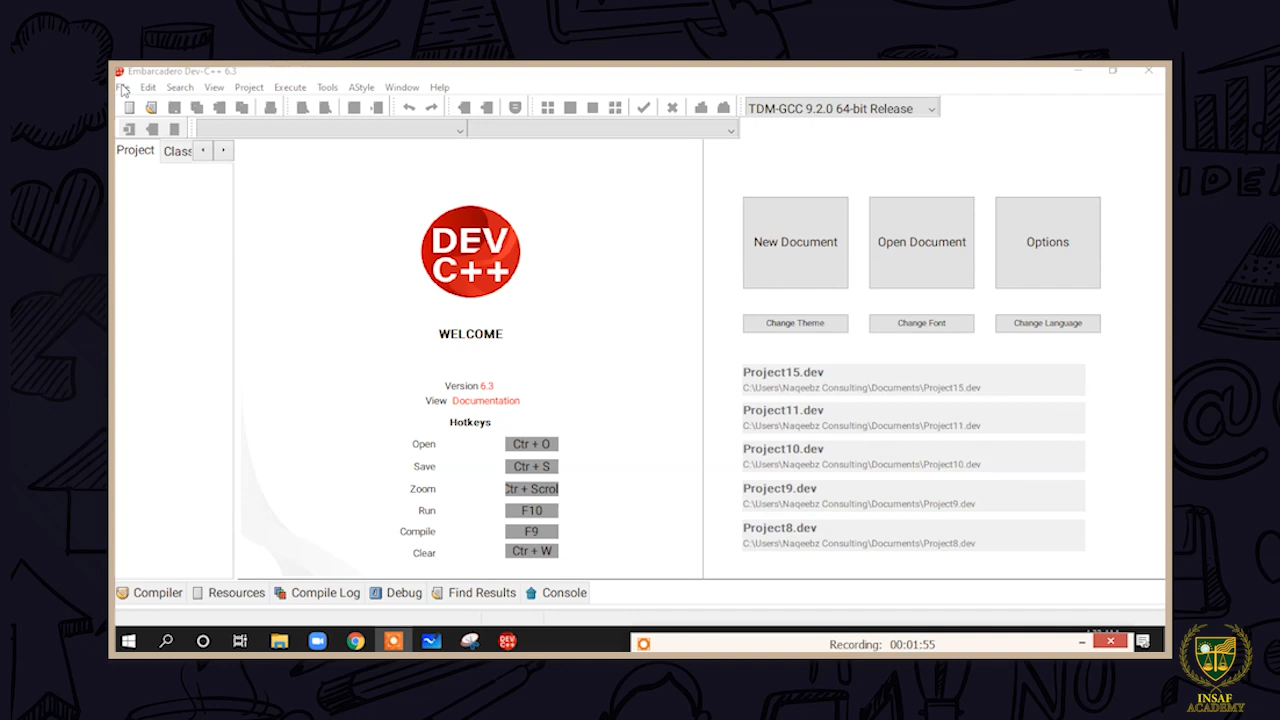 Embarcadero Dev-C++ 6.3
File Edit Search View Project Execute Tools AStyle Window Help
TDM-GCC 9.2.0 64-bit Release
Project Class
New Document Open Document Options
DEV
C++
Change Theme Change Font Change Language
WELCOME
Project15.dev
C:\Users\Naqeebz Consulting\Documents\Project15.dev
Version 6.3
View Documentation
Project11.dev
C:\Users\Naqeebz Consulting\Documents\Project11.dev
Hotkeys
Open Ctr + O
Project10.dev
C:\Users\Naqeebz Consulting\Documents\Project10.dev
Save Ctr + S
Zoom Ctr + Scrol
Project9.dev
C:\Users\Naqeebz Consulting\Documents\Project9.dev
Run F10
Compile F9
Project8.dev
C:\Users\Naqeebz Consulting\Documents\Project8.dev
Clear Ctr + W
Compiler Resources Compile Log Debug Find Results Console
Recording: 00:01:55
INSAF
ACADEMY